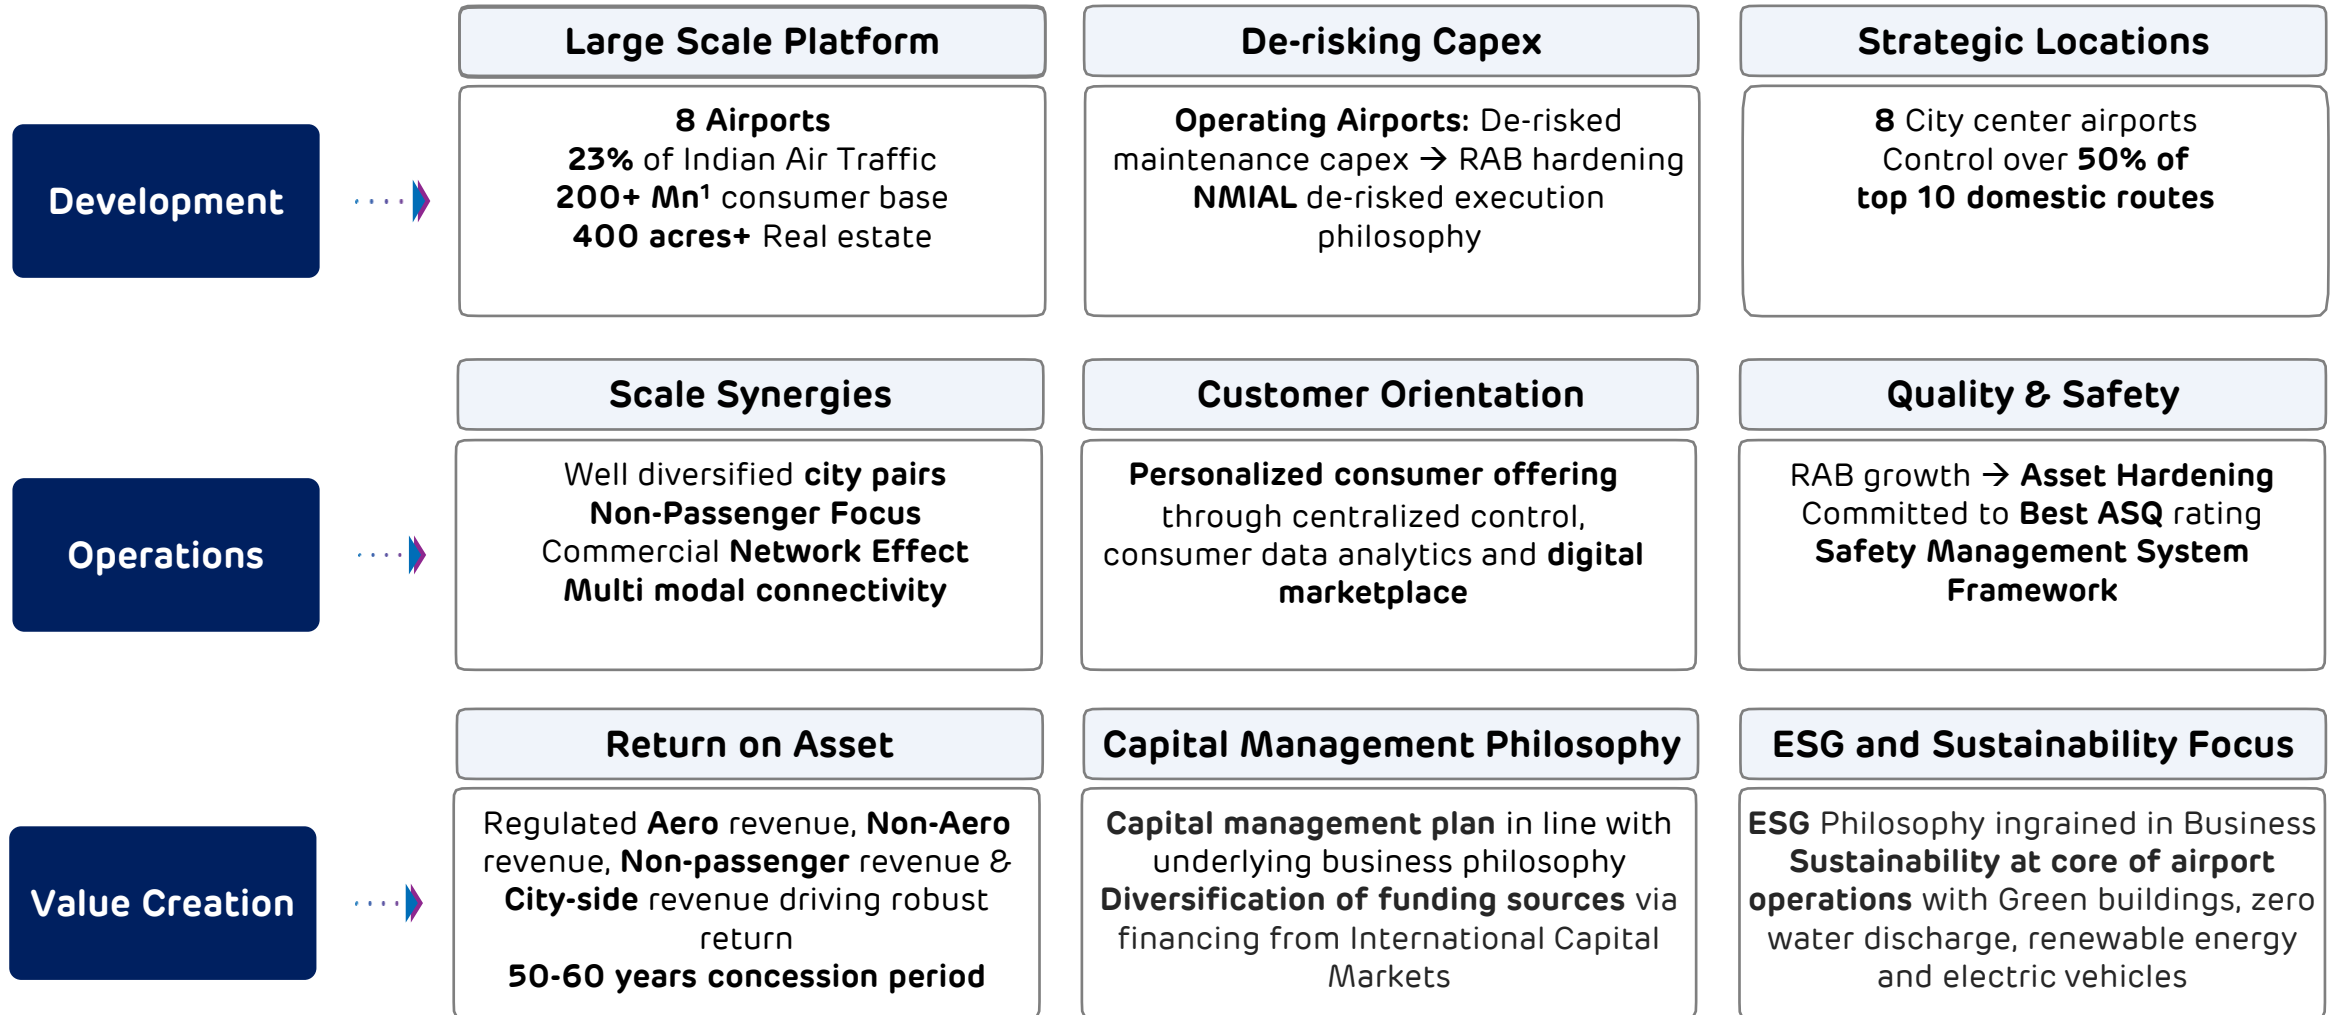 Large Scale Platform
De-risking Capex
Strategic Locations
Development
8 Airports
23% of Indian Air Traffic
200+ Mn¹ consumer base
400 acres+ Real estate
Operating Airports: De-risked
maintenance capex → RAB hardening
NMIAL de-risked execution
philosophy
8 City center airports
Control over 50% of
top 10 domestic routes
Scale Synergies
Customer Orientation
Quality & Safety
Operations
Well diversified city pairs
Non-Passenger Focus
Commercial Network Effect
Multi modal connectivity
Personalized consumer offering
through centralized control,
consumer data analytics and digital
marketplace
RAB growth → Asset Hardening
Committed to Best ASQ rating
Safety Management System
Framework
Return on Asset
Capital Management Philosophy
ESG and Sustainability Focus
Value Creation
Regulated Aero revenue, Non-Aero
revenue, Non-passenger revenue &
City-side revenue driving robust
return
50-60 years concession period
Capital management plan in line with
underlying business philosophy
Diversification of funding sources via
financing from International Capital
Markets
ESG Philosophy ingrained in Business
Sustainability at core of airport
operations with Green buildings, zero
water discharge, renewable energy
and electric vehicles